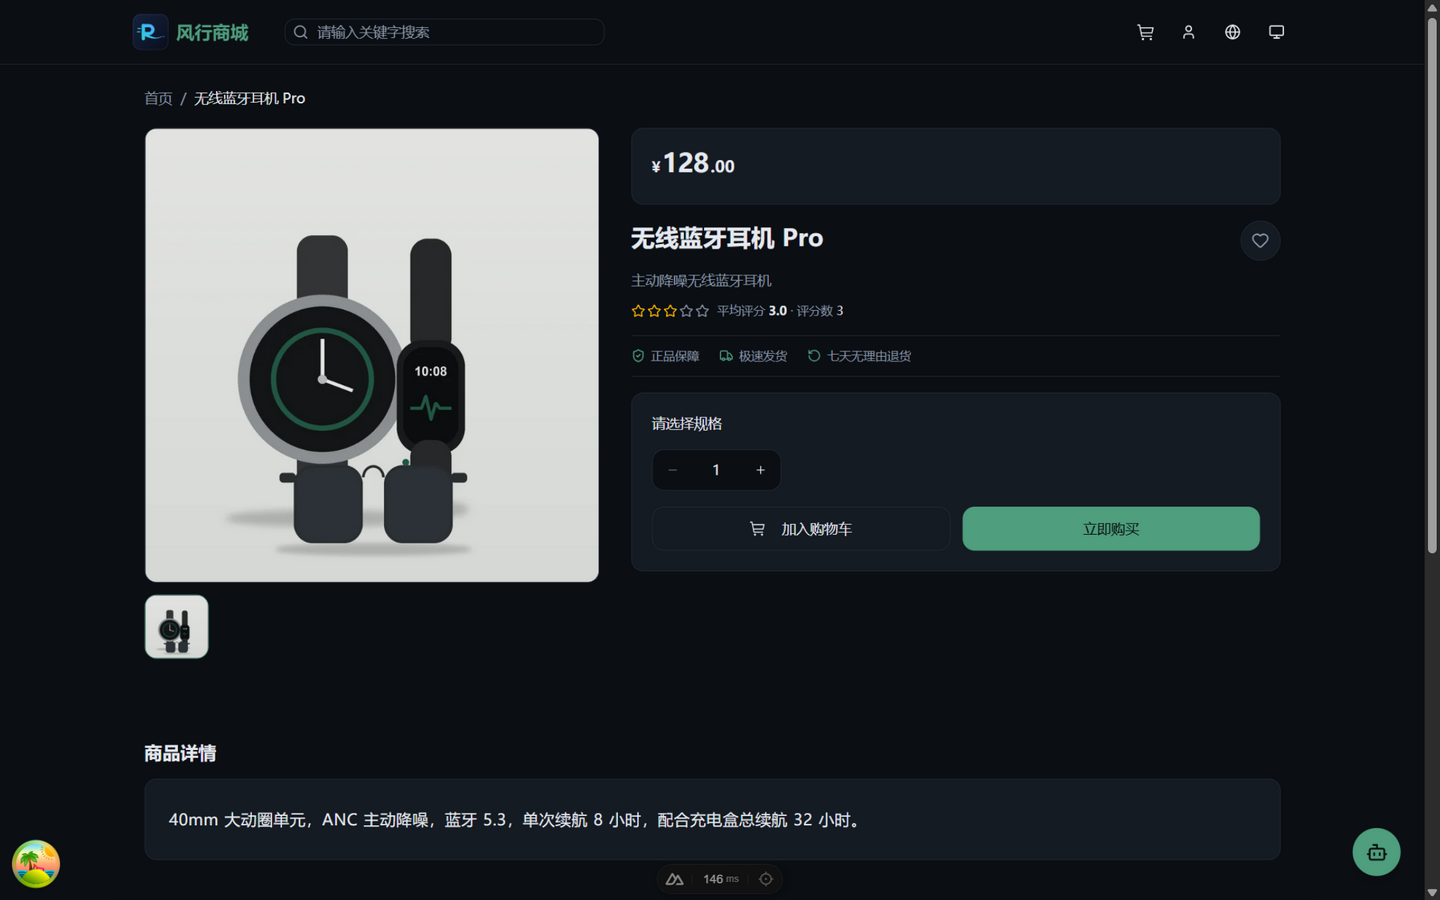 风行商城
请输入关键字搜索
首页 / 无线蓝牙耳机 Pro
10:08
¥128.00
无线蓝牙耳机 Pro
主动降噪无线蓝牙耳机
平均评分 3.0 · 评分数 3
正品保障 极速发货 七天无理由退货
请选择规格
− 1 +
加入购物车 立即购买
商品详情
40mm 大动圈单元，ANC 主动降噪，蓝牙 5.3，单次续航 8 小时，配合充电盒总续航 32 小时。
146 ms